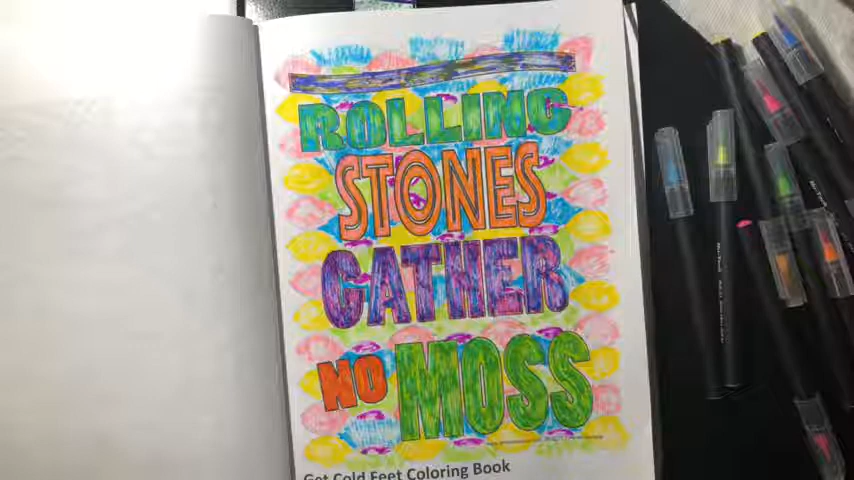 ROLLING
STONES
GATHER
NO MOSS
Get Cold Feet Coloring Book